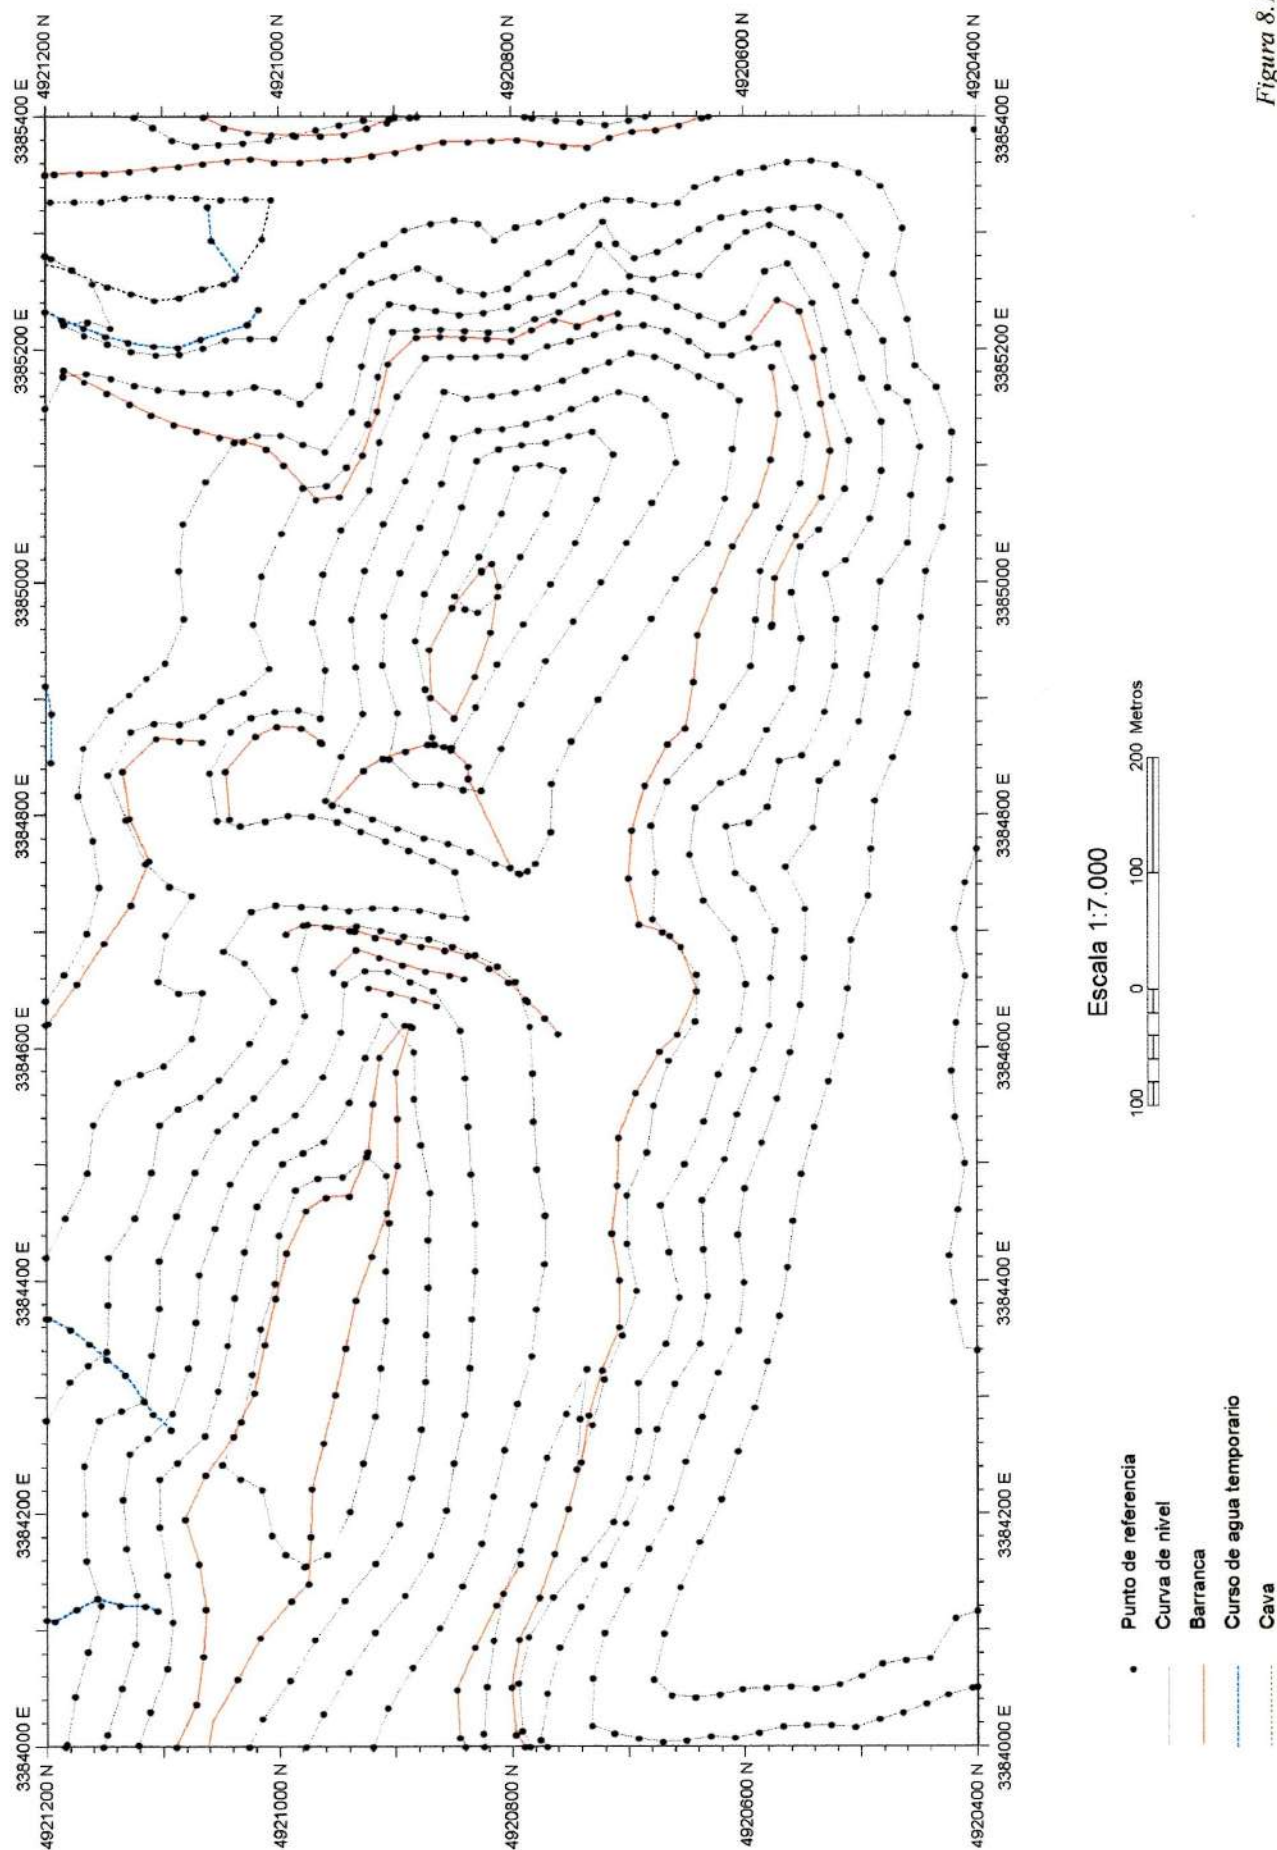 4921200 N
4921000 N
4920800 N
4920600 N
4920400 N
3385400 E
3385400 E
3385200 E
3385200 E
3385000 E
3385000 E
3384800 E
3384800 E
3384600 E
3384600 E
3384400 E
3384400 E
3384200 E
3384200 E
3384000 E
3384000 E
4921200 N
4921000 N
4920800 N
4920600 N
4920400 N
Escala 1:7.000
100 0 100 200 Metros
Punto de referencia
Curva de nivel
Barranca
Curso de agua temporario
Cava
Figura 8.